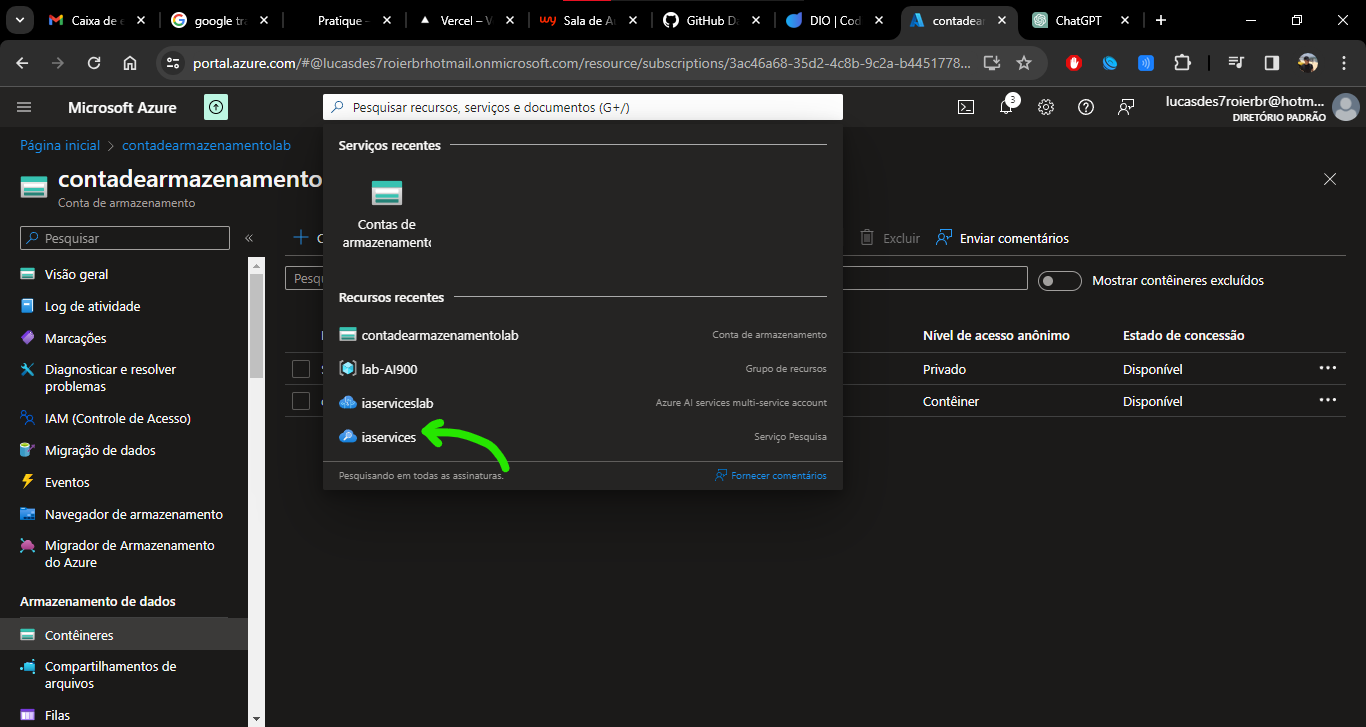 Caixa de e
google tra
Pratique -
Vercel – V
Sala de Au
GitHub Da
DIO | Cod
contadear
ChatGPT
portal.azure.com/#@lucasdes7roierbrhotmail.onmicrosoft.com/resource/subscriptions/3ac46a68-35d2-4c8b-9c2a-b4451778...
Microsoft Azure
Pesquisar recursos, serviços e documentos (G+/)
3
lucasdes7roierbr@hotm...
DIRETÓRIO PADRÃO
Página inicial > contadearmazenamentolab
contadearmazenamento
Conta de armazenamento
Pesquisar
«
Visão geral
Log de atividade
Marcações
Diagnosticar e resolver
problemas
IAM (Controle de Acesso)
Migração de dados
Eventos
Navegador de armazenamento
Migrador de Armazenamento
do Azure
Armazenamento de dados
Contêineres
Compartilhamentos de
arquivos
Filas
Serviços recentes
Contas de
armazenamento
Recursos recentes
contadearmazenamentolab Conta de armazenamento
lab-AI900 Grupo de recursos
iaserviceslab Azure AI services multi-service account
iaservices Serviço Pesquisa
Pesquisando em todas as assinaturas. Fornecer comentários
Excluir Enviar comentários
Pesqu
Mostrar contêineres excluídos
Nível de acesso anônimo Estado de concessão
Privado Disponível
Contêiner Disponível